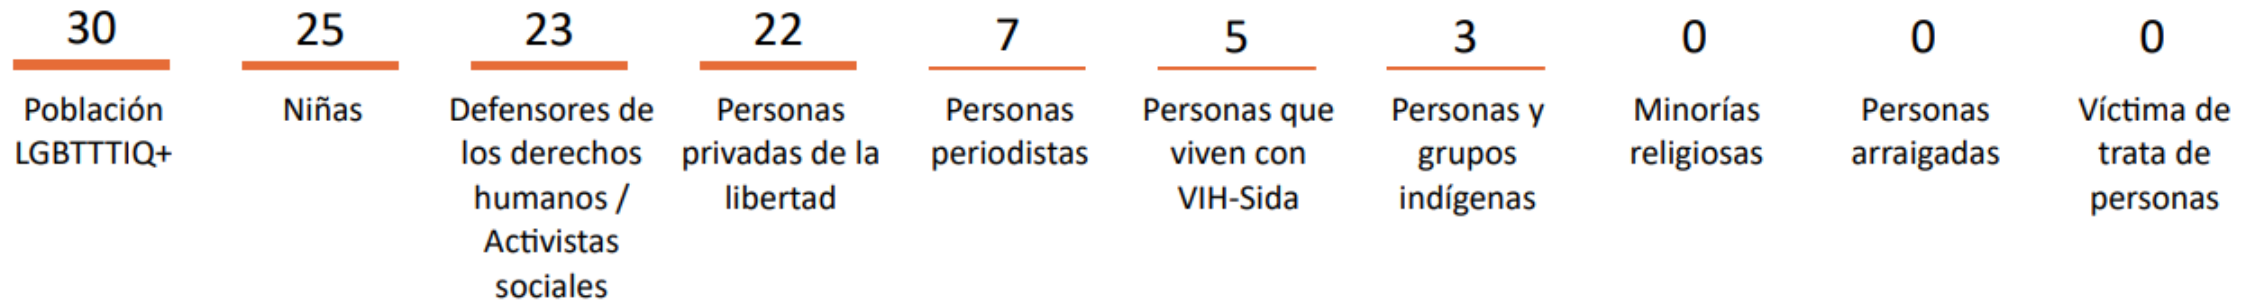 30
Población
LGBTTTIQ+
25
Niñas
23
Defensores de
los derechos
humanos /
Activistas
sociales
22
Personas
privadas de la
libertad
7
Personas
periodistas
5
Personas que
viven con
VIH-Sida
3
Personas y
grupos
indígenas
0
Minorías
religiosas
0
Personas
arraigadas
0
Víctima de
trata de
personas